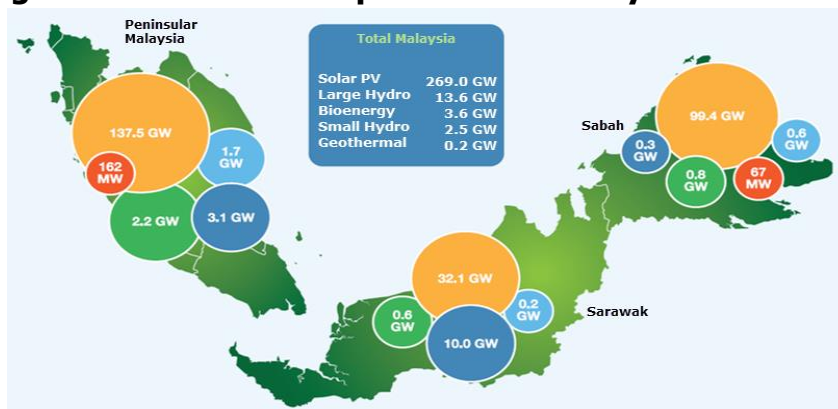 Peninsular
Malaysia
Total Malaysia
Solar PV 269.0 GW
Large Hydro 13.6 GW
Bioenergy 3.6 GW
Small Hydro 2.5 GW
Geothermal 0.2 GW
137.5 GW
162
MW
1.7
GW
2.2 GW
3.1 GW
Sabah
99.4 GW
0.3
GW
0.8
GW
67
MW
0.6
GW
32.1 GW
0.6
GW
0.2
GW
10.0 GW
Sarawak